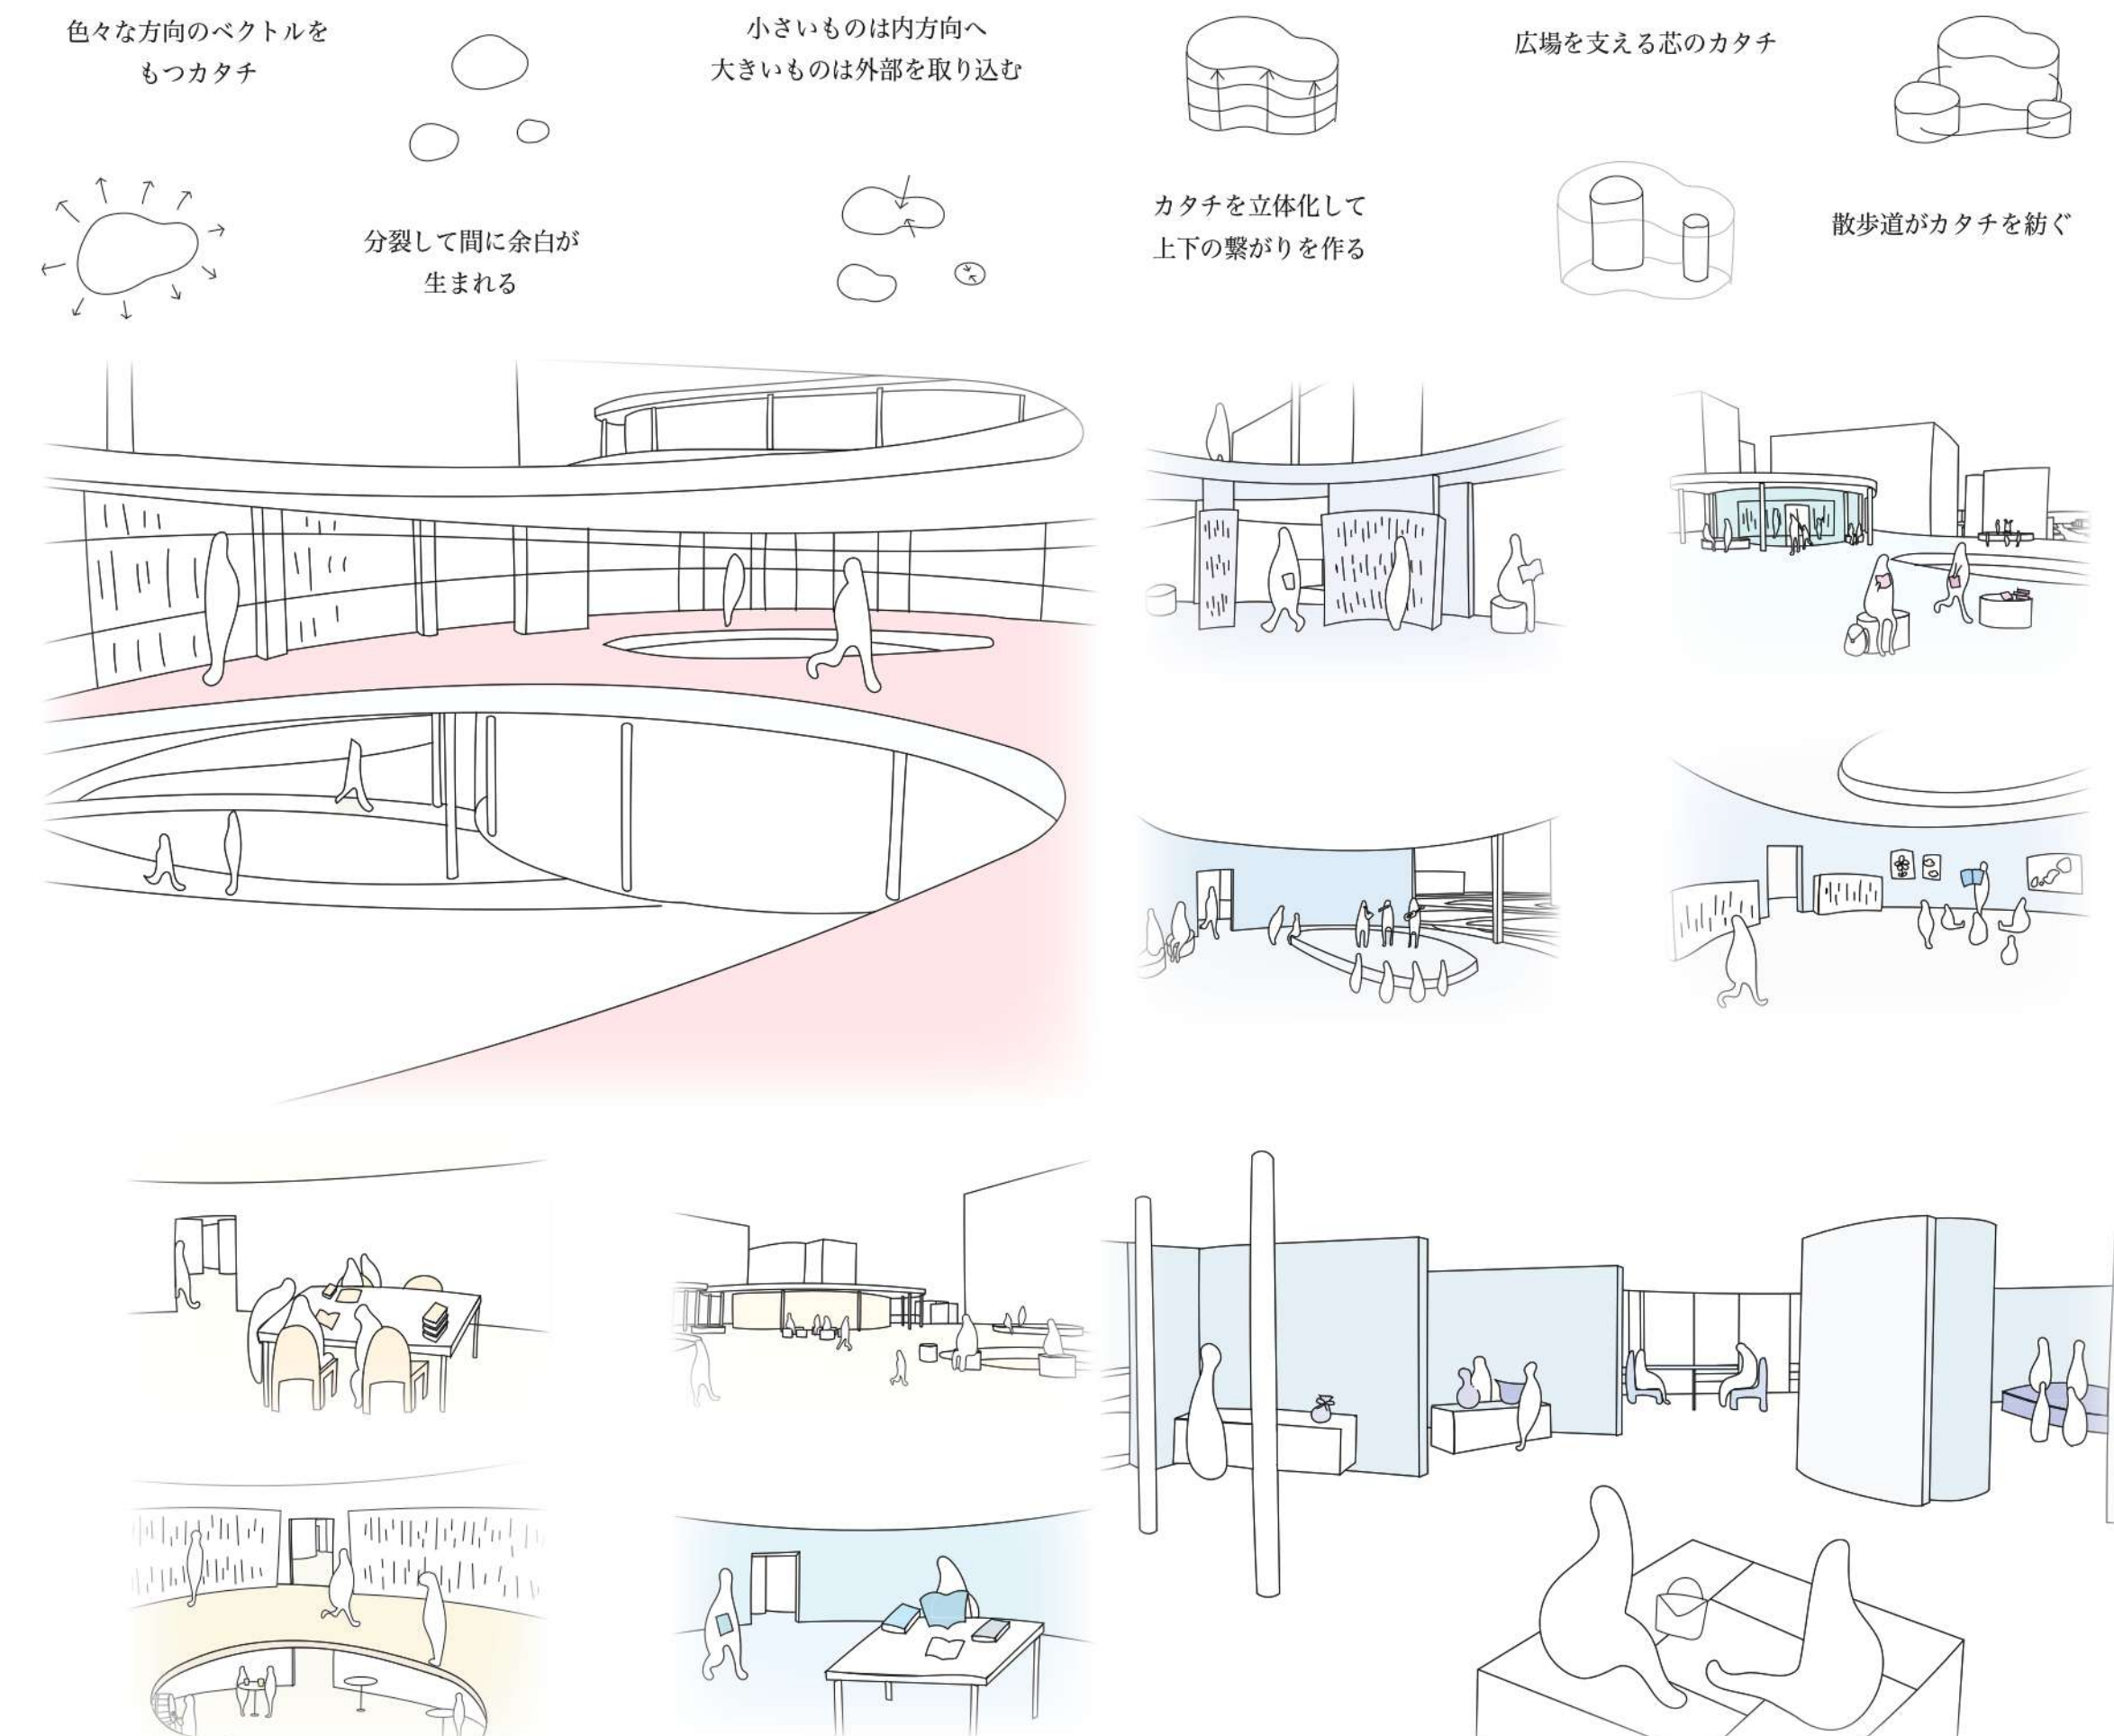 色々な方向のベクトルを
もつカタチ
分裂して間に余白が
生まれる
小さいものは内方向へ
大きいものは外部を取り込む
カタチを立体化して
上下の繋がりを作る
広場を支える芯のカタチ
散歩道がカタチを紡ぐ